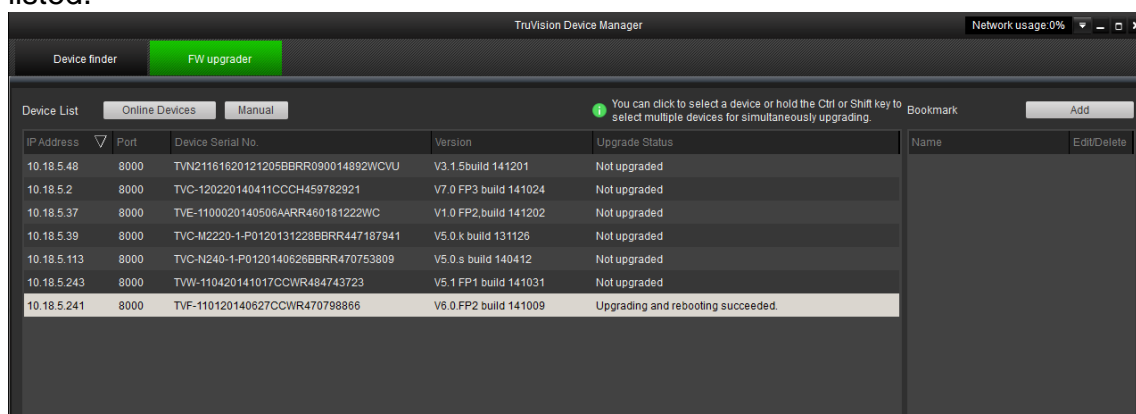 listed.
TruVision Device Manager
Network usage:0%
Device finder
FW upgrader
Device List
Online Devices
Manual
You can click to select a device or hold the Ctrl or Shift key to
select multiple devices for simultaneously upgrading.
Bookmark
Add
IP Address Port Device Serial No. Version Upgrade Status
Name Edit/Delete
10.18.5.48 8000 TVN21161620121205BBRR090014892WCVU V3.1.5build 141201 Not upgraded
10.18.5.2 8000 TVC-120220140411CCCH459782921 V7.0 FP3 build 141024 Not upgraded
10.18.5.37 8000 TVE-1100020140506AARR460181222WC V1.0 FP2,build 141202 Not upgraded
10.18.5.39 8000 TVC-M2220-1-P0120131228BBRR447187941 V5.0.k build 131126 Not upgraded
10.18.5.113 8000 TVC-N240-1-P0120140626BBRR470753809 V5.0.s build 140412 Not upgraded
10.18.5.243 8000 TVW-110420141017CCWR484743723 V5.1 FP1 build 141031 Not upgraded
10.18.5.241 8000 TVF-110120140627CCWR470798866 V6.0.FP2 build 141009 Upgrading and rebooting succeeded.